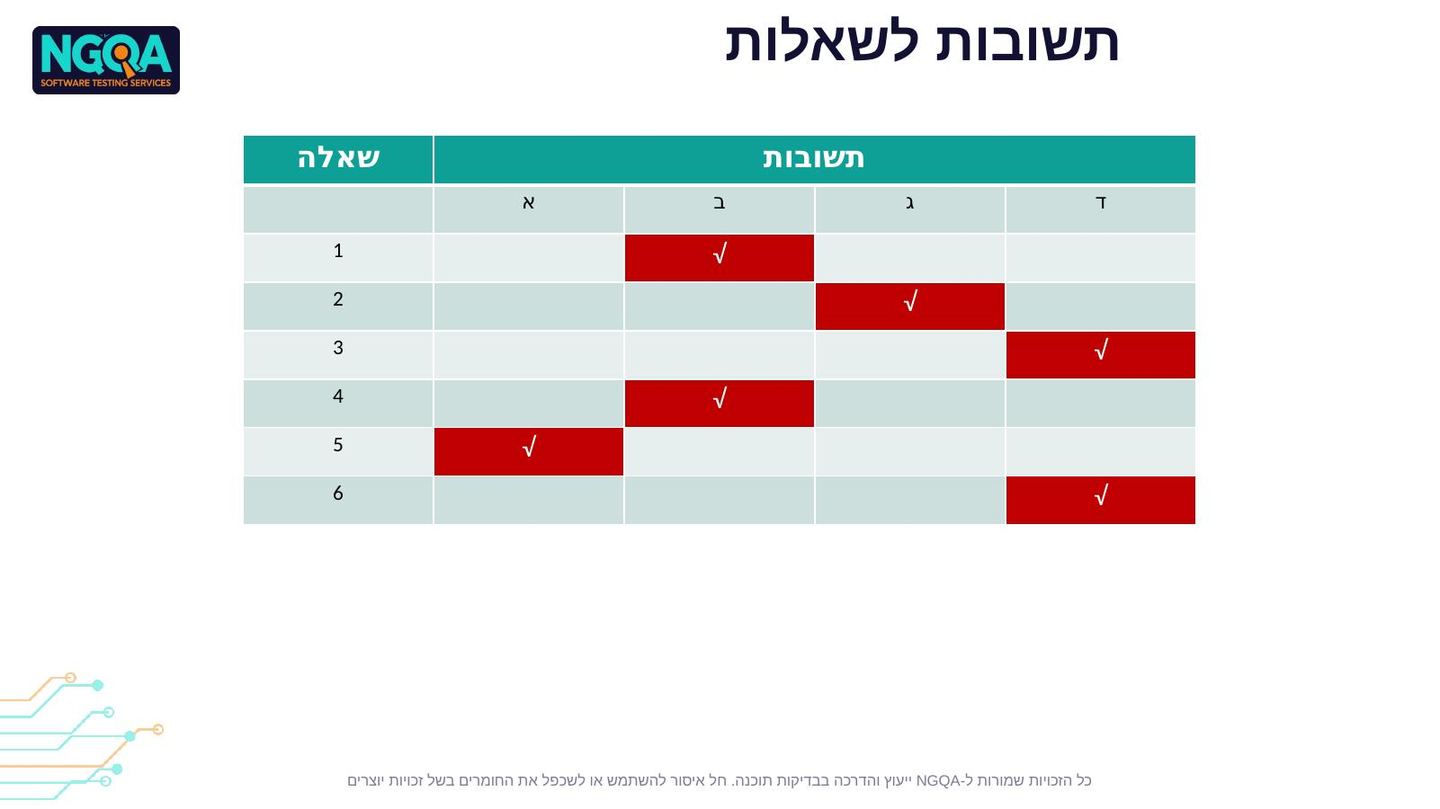 תשובות לשאלות
NGQA
SOFTWARE TESTING SERVICES
שאלה תשובות
א ב ג ד
1 √
2 √
3 √
4 √
5 √
6 √
כל הזכויות שמורות ל-NGQA ייעוץ והדרכה בבדיקות תוכנה. חל איסור להשתמש או לשכפל את החומרים בשל זכויות יוצרים